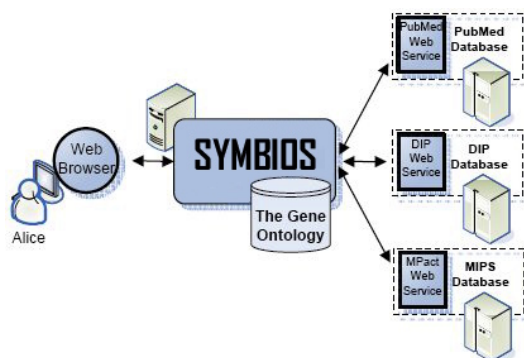 PubMed
Web
Service
PubMed
Database
Web
Browser
Alice
SYMBIOS
The Gene
Ontology
DIP
Web
Service
DIP
Database
MPact
Web
Service
MIPS
Database